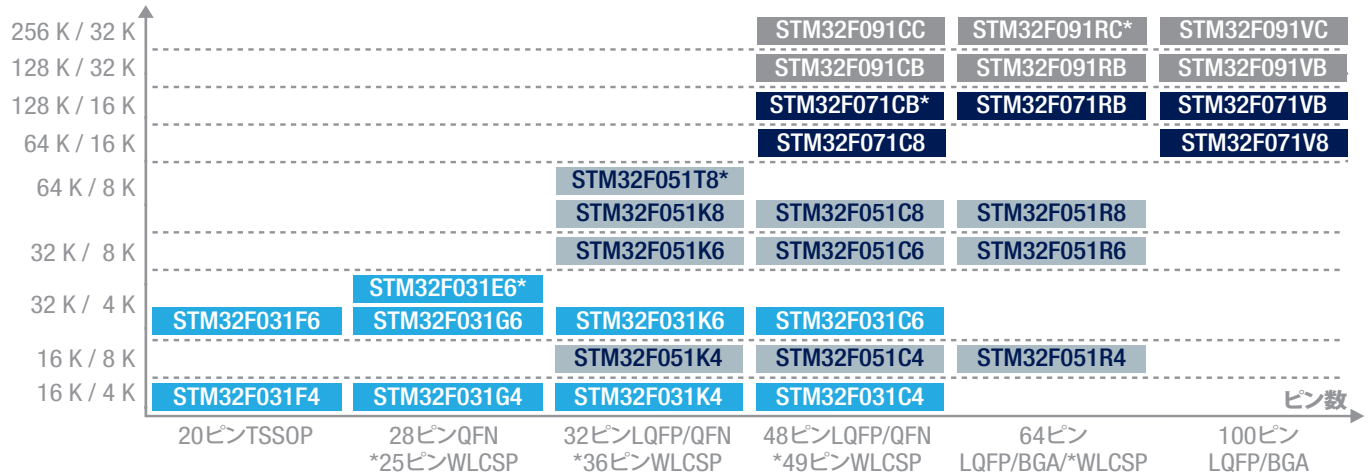 256 K / 32 K STM32F091CC STM32F091RC* STM32F091VC
128 K / 32 K STM32F091CB STM32F091RB STM32F091VB
128 K / 16 K STM32F071CB* STM32F071RB STM32F071VB
64 K / 16 K STM32F071C8 STM32F071V8
64 K / 8 K STM32F051T8*
STM32F051K8 STM32F051C8 STM32F051R8
32 K / 8 K STM32F051K6 STM32F051C6 STM32F051R6
32 K / 4 K STM32F031E6*
STM32F031F6 STM32F031G6 STM32F031K6 STM32F031C6
16 K / 8 K STM32F051K4 STM32F051C4 STM32F051R4
16 K / 4 K STM32F031F4 STM32F031G4 STM32F031K4 STM32F031C4 ピン数
20ピンTSSOP 28ピンQFN 32ピンLQFP/QFN 48ピンLQFP/QFN 64ピン 100ピン
*25ピンWLCSP *36ピンWLCSP *49ピンWLCSP LQFP/BGA/*WLCSP LQFP/BGA